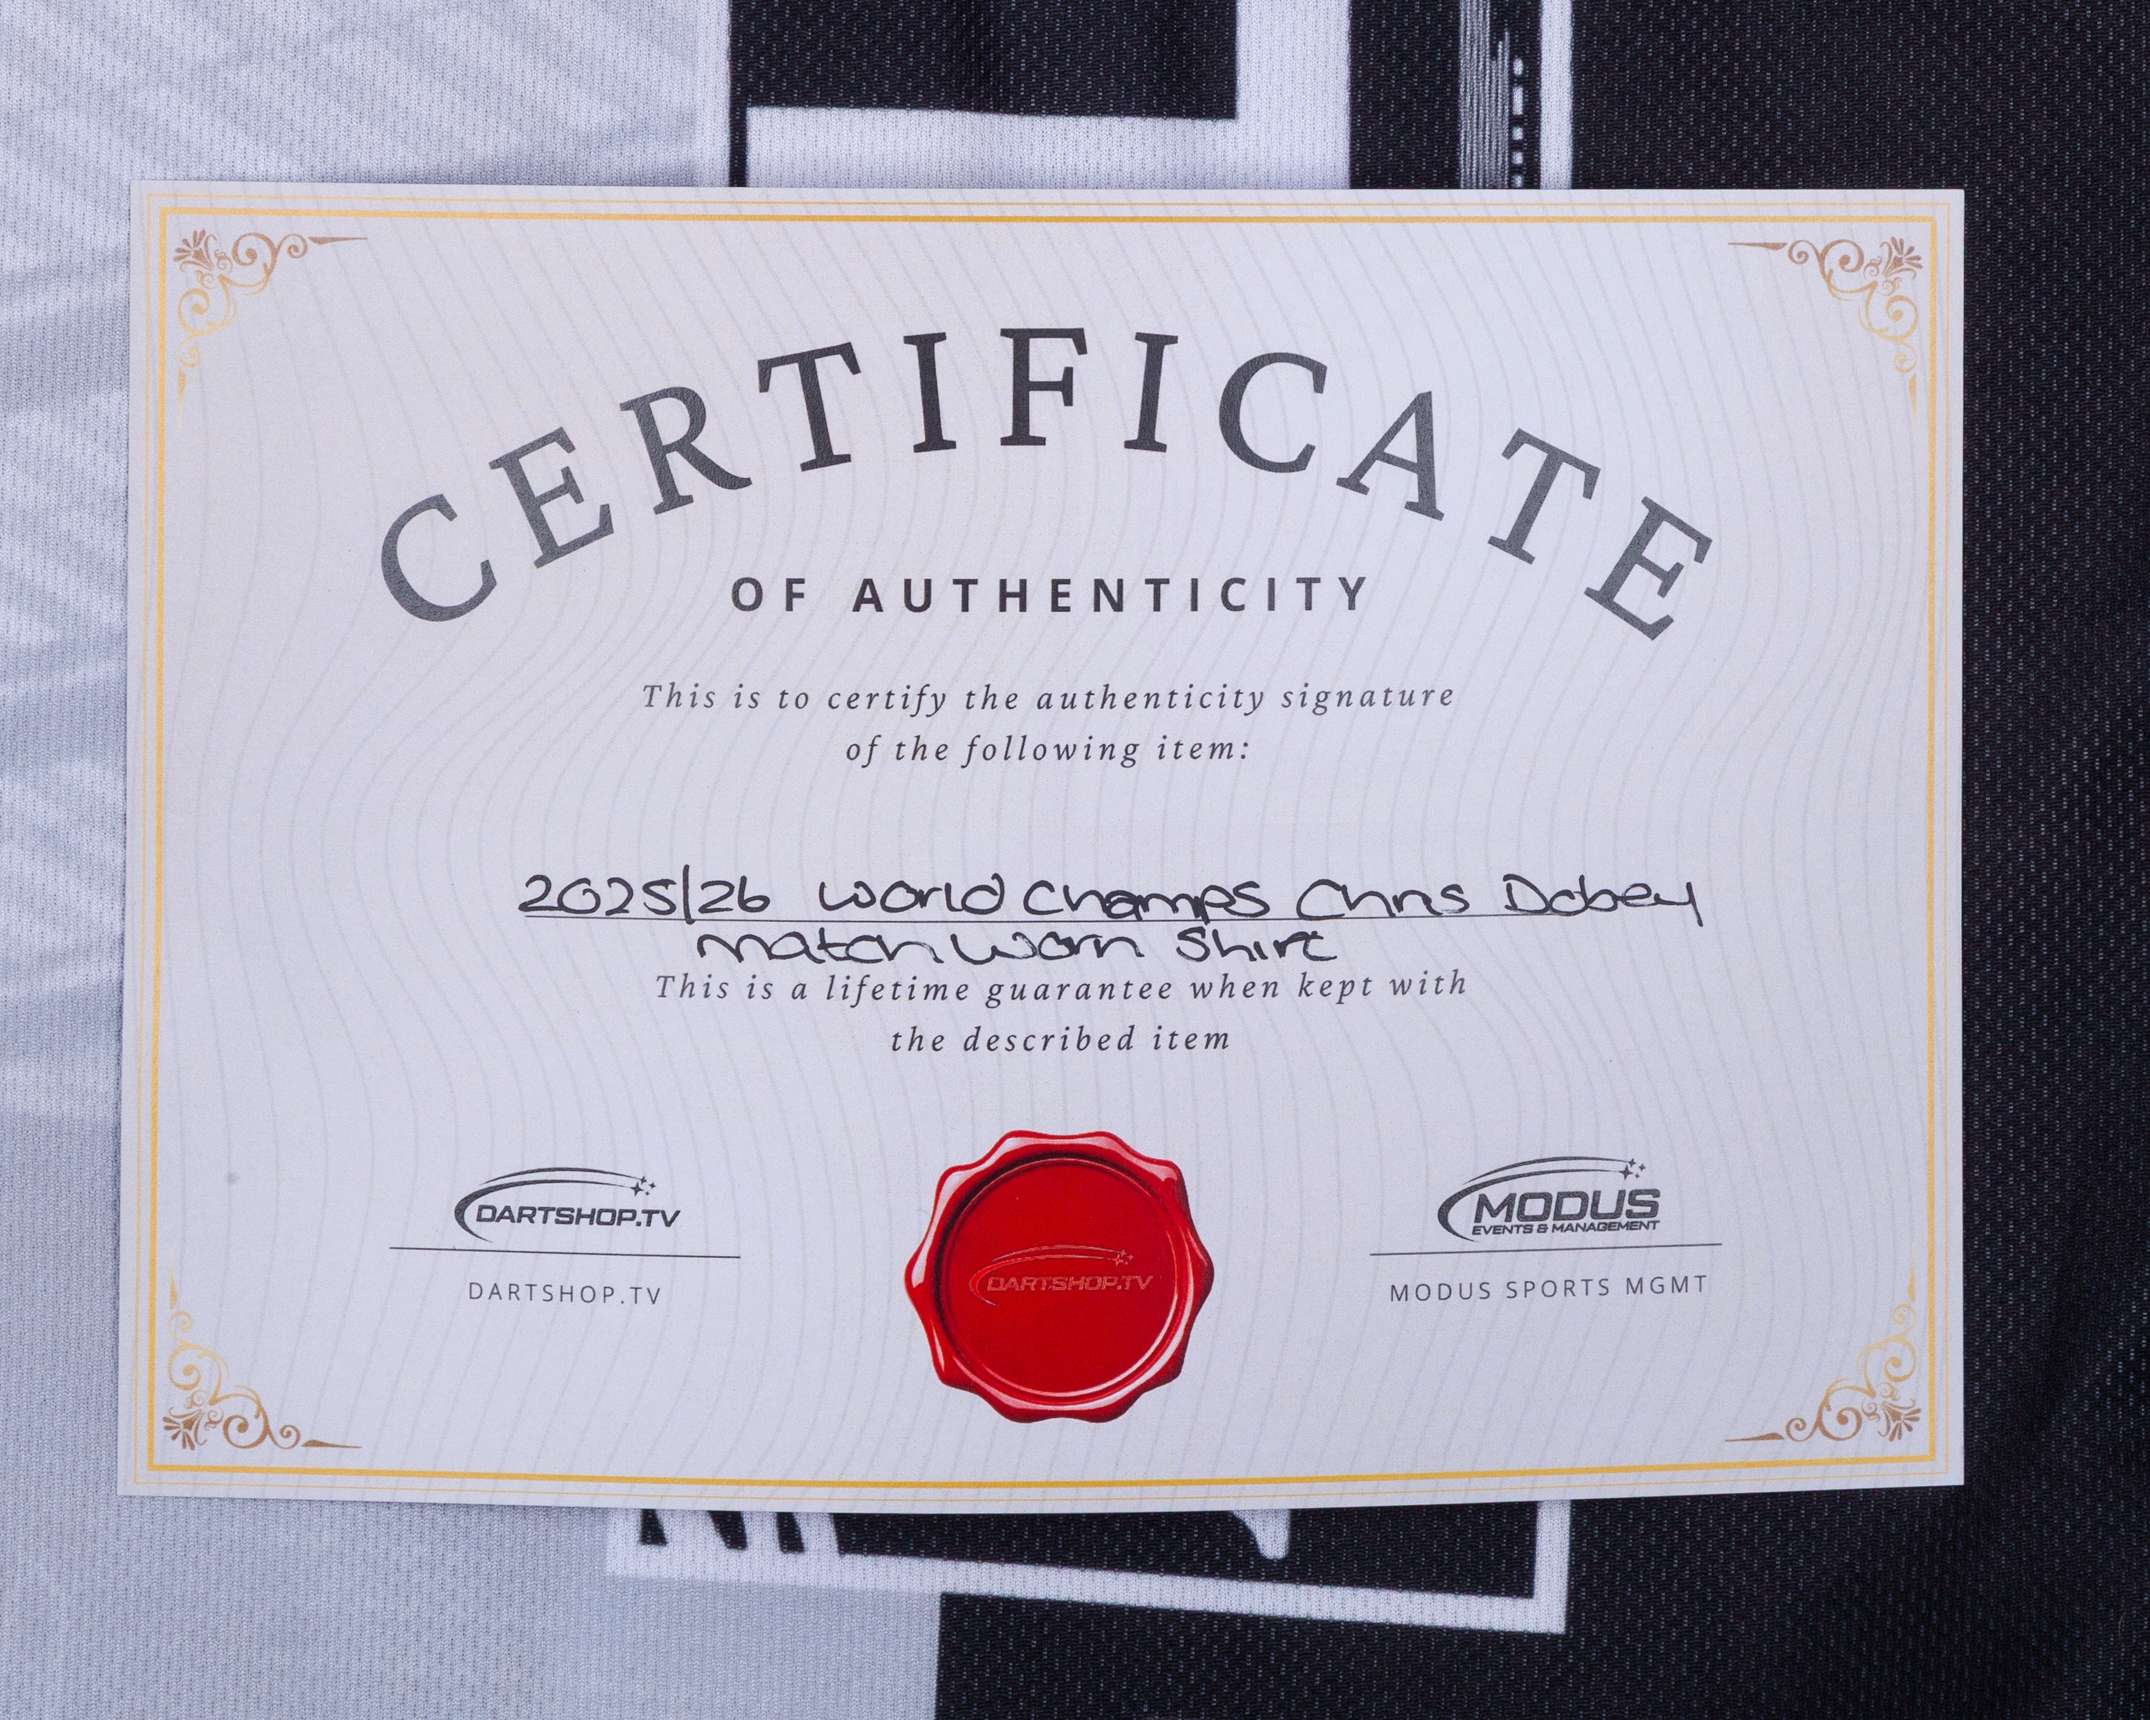 CERTIFICATE
OF AUTHENTICITY
This is to certify the authenticity signature
of the following item:
2025/26 World Champs Chris Dobey
Match Worn Shirt
This is a lifetime guarantee when kept with
the described item
DARTSHOP.TV
DARTSHOP.TV
DARTSHOP.TV
MODUS
EVENTS & MANAGEMENT
MODUS SPORTS MGMT